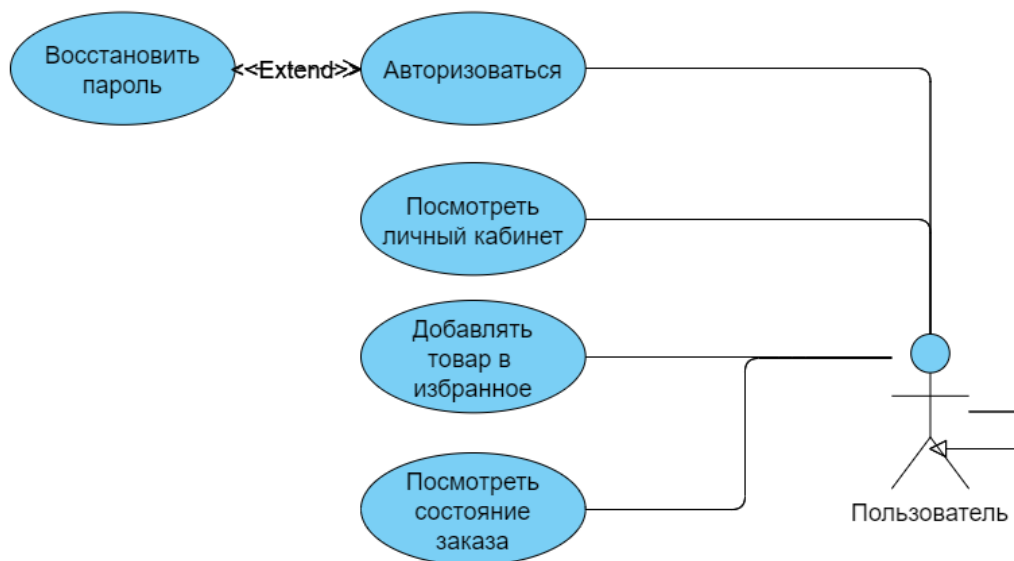 Восстановить
пароль
<<Extend>>
Авторизоваться
Посмотреть
личный кабинет
Добавлять
товар в
избранное
Посмотреть
состояние
заказа
Пользователь